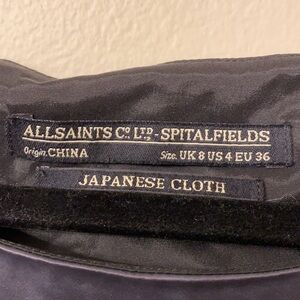 ALLSAINTS Co LTD - SPITALFIELDS
Origin. CHINA Size. UK 8 US 4 EU 36
JAPANESE CLOTH